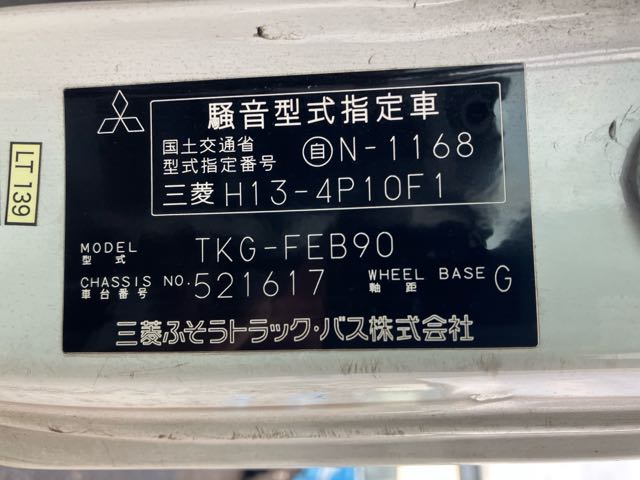 騒音型式指定車
国土交通省
型式指定番号 自 N-1168
三菱 H13-4P10F1
MODEL
型式
TKG-FEB90
CHASSIS NO.
車台番号
521617
WHEEL BASE
軸距
G
三菱ふそうトラック・バス株式会社
LT 139